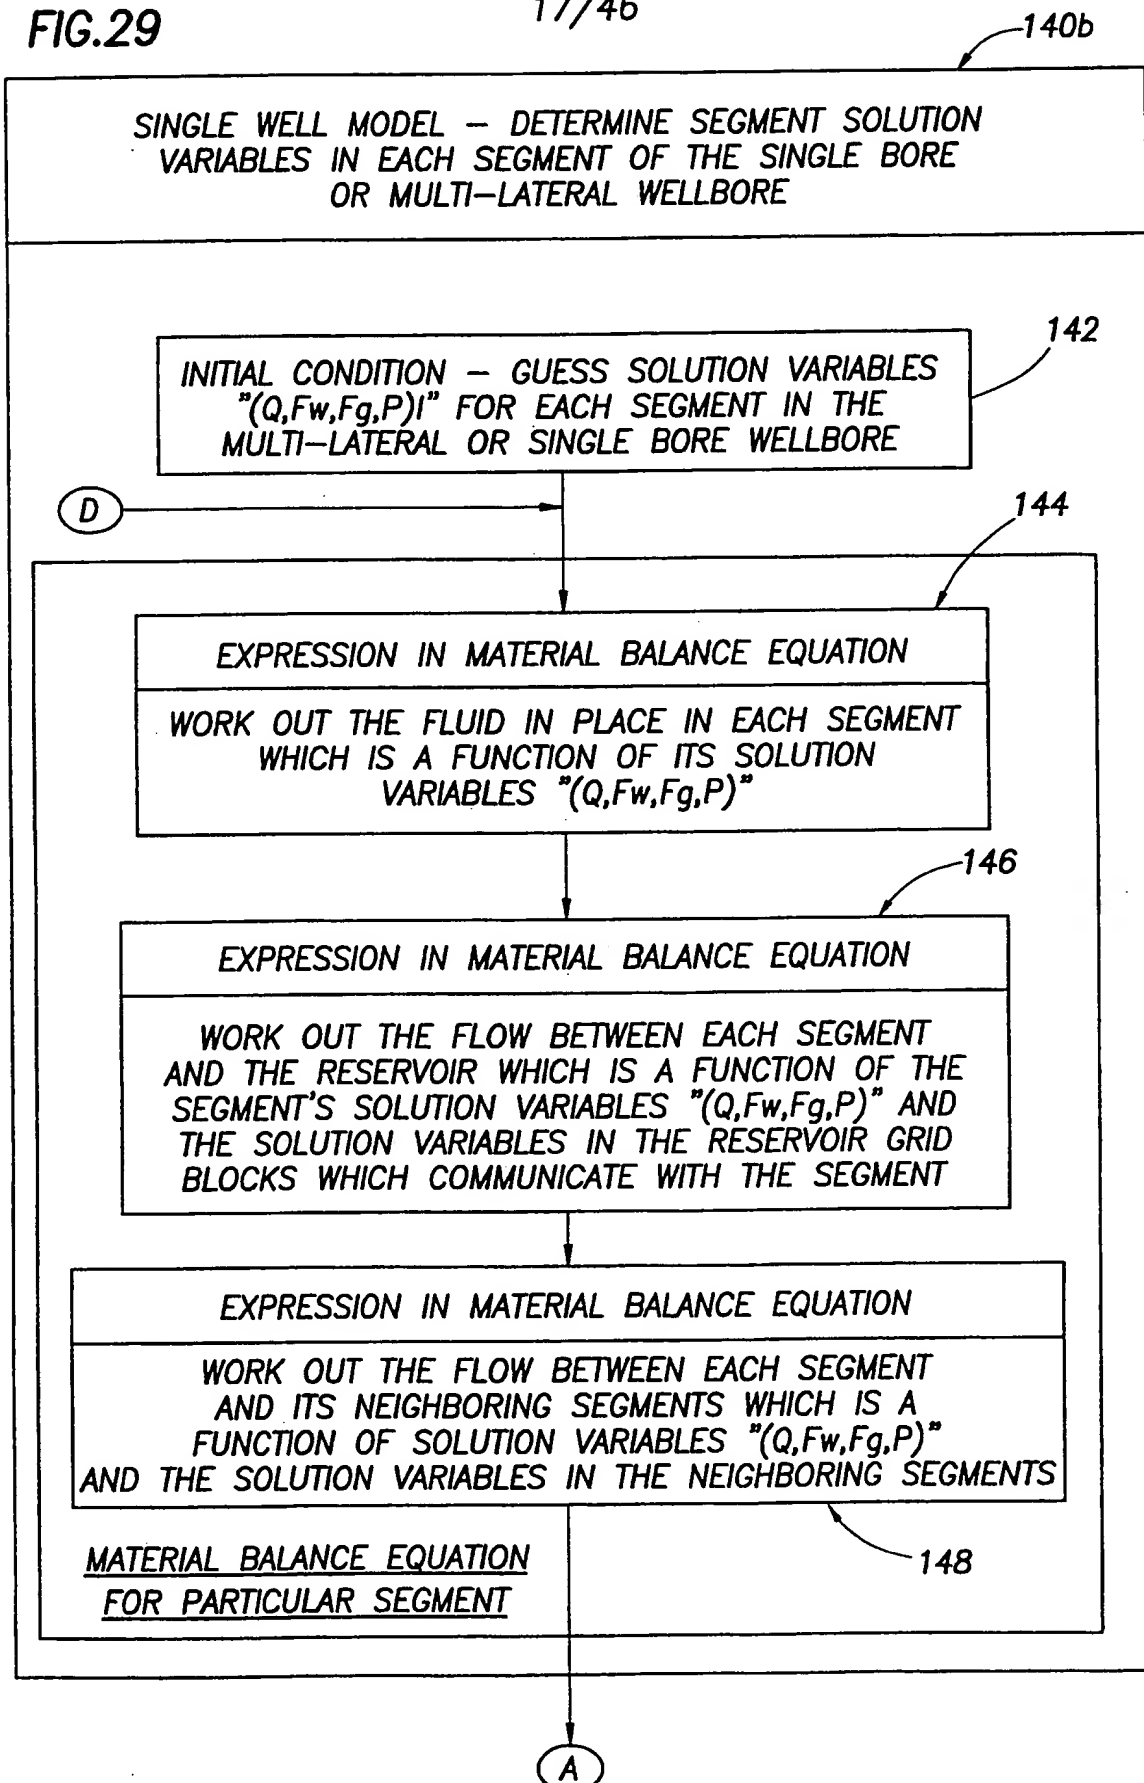 FIG.29
17/46
140b
SINGLE WELL MODEL – DETERMINE SEGMENT SOLUTION
VARIABLES IN EACH SEGMENT OF THE SINGLE BORE
OR MULTI–LATERAL WELLBORE
142
INITIAL CONDITION – GUESS SOLUTION VARIABLES
"(Q,Fw,Fg,P)I" FOR EACH SEGMENT IN THE
MULTI–LATERAL OR SINGLE BORE WELLBORE
D
144
EXPRESSION IN MATERIAL BALANCE EQUATION
WORK OUT THE FLUID IN PLACE IN EACH SEGMENT
WHICH IS A FUNCTION OF ITS SOLUTION
VARIABLES "(Q,Fw,Fg,P)"
146
EXPRESSION IN MATERIAL BALANCE EQUATION
WORK OUT THE FLOW BETWEEN EACH SEGMENT
AND THE RESERVOIR WHICH IS A FUNCTION OF THE
SEGMENT'S SOLUTION VARIABLES "(Q,Fw,Fg,P)" AND
THE SOLUTION VARIABLES IN THE RESERVOIR GRID
BLOCKS WHICH COMMUNICATE WITH THE SEGMENT
EXPRESSION IN MATERIAL BALANCE EQUATION
WORK OUT THE FLOW BETWEEN EACH SEGMENT
AND ITS NEIGHBORING SEGMENTS WHICH IS A
FUNCTION OF SOLUTION VARIABLES "(Q,Fw,Fg,P)"
AND THE SOLUTION VARIABLES IN THE NEIGHBORING SEGMENTS
148
MATERIAL BALANCE EQUATION
FOR PARTICULAR SEGMENT
A